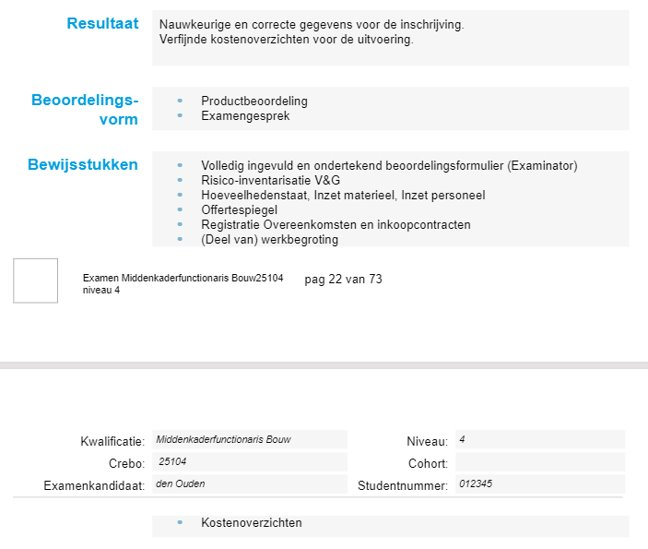 Resultaat
Nauwkeurige en correcte gegevens voor de inschrijving.
Verfijnde kostenoverzichten voor de uitvoering.
Beoordelings-
vorm
Productbeoordeling
Examengesprek
Bewijsstukken
Volledig ingevuld en ondertekend beoordelingsformulier (Examinator)
Risico-inventarisatie V&G
Hoeveelhedenstaat, Inzet materieel, Inzet personeel
Offertespiegel
Registratie Overeenkomsten en inkoopcontracten
(Deel van) werkbegroting
Examen Middenkaderfunctionaris Bouw25104 pag 22 van 73
niveau 4
Kwalificatie: Middenkaderfunctionaris Bouw Niveau: 4
Crebo: 25104 Cohort:
Examenkandidaat: den Ouden Studentnummer: 012345
Kostenoverzichten